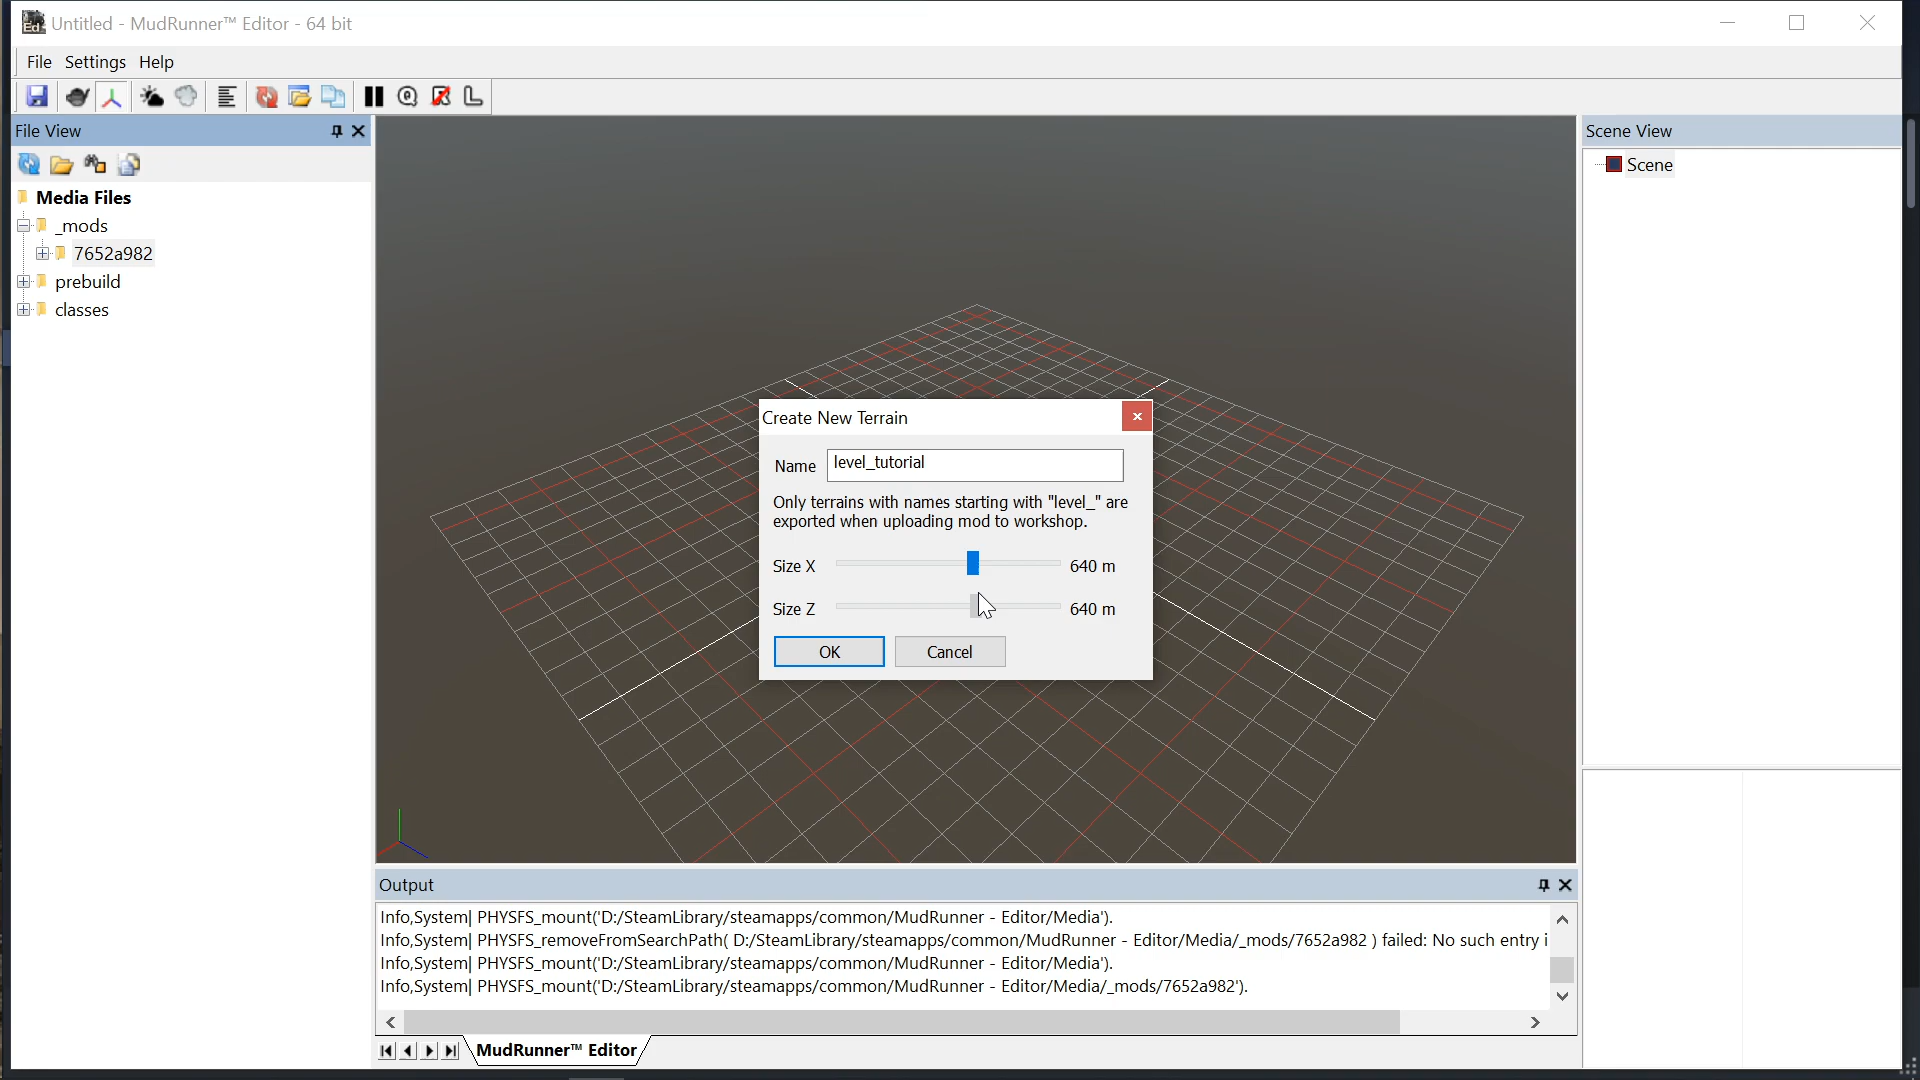 Untitled - MudRunner™ Editor - 64 bit
File Settings Help
File View
Media Files
_mods
7652a982
prebuild
classes
Create New Terrain
Name level_tutorial
Only terrains with names starting with "level_" are
exported when uploading mod to workshop.
Size X 640 m
Size Z 640 m
OK Cancel
Scene View
Scene
Output
Info,System| PHYSFS_mount('D:/SteamLibrary/steamapps/common/MudRunner - Editor/Media').
Info,System| PHYSFS_removeFromSearchPath( D:/SteamLibrary/steamapps/common/MudRunner - Editor/Media/_mods/7652a982 ) failed: No such entry i
Info,System| PHYSFS_mount('D:/SteamLibrary/steamapps/common/MudRunner - Editor/Media').
Info,System| PHYSFS_mount('D:/SteamLibrary/steamapps/common/MudRunner - Editor/Media/_mods/7652a982').
MudRunner™ Editor